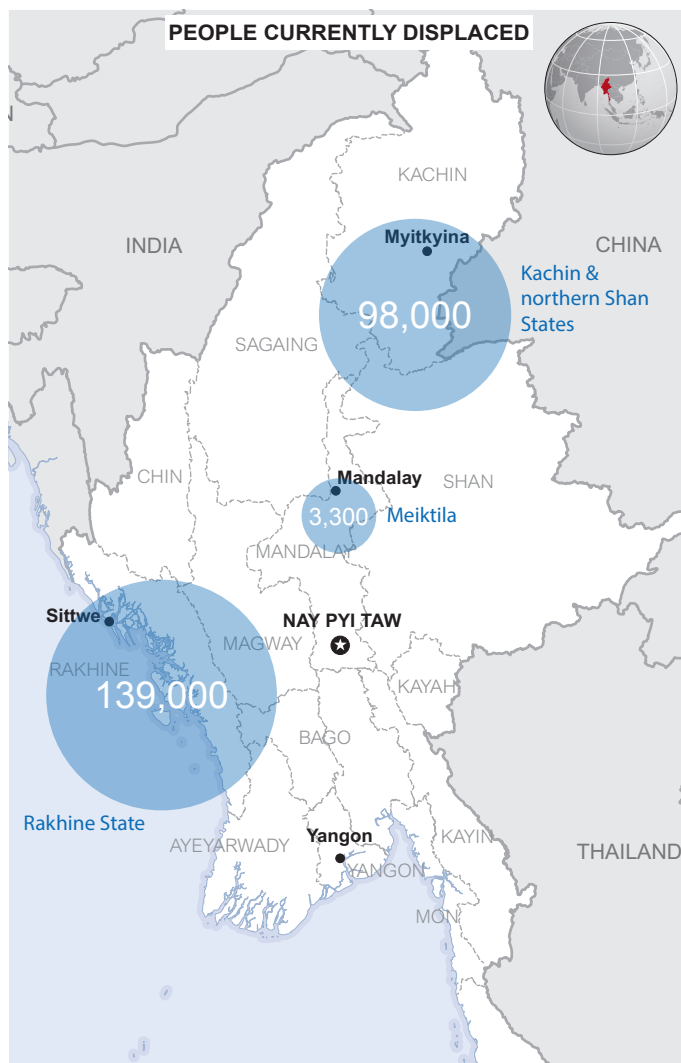 PEOPLE CURRENTLY DISPLACED
KACHIN
Myitkyina
INDIA
CHINA
Kachin &
northern Shan
States
98,000
SAGAING
CHIN
Mandalay
SHAN
3,300
Meiktila
MANDALAY
Sittwe
NAY PYI TAW
MAGWAY
RAKHINE
KAYAH
139,000
BAGO
Rakhine State
AYEYARWADY
Yangon
KAYIN
YANGON
THAILAND
MON